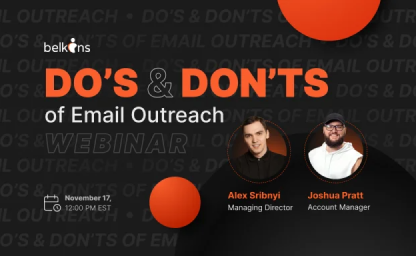 belkins
DO'S & DON'TS
of Email Outreach
WEBINAR
November 17,
12:00 PM EST
Alex Sribnyi
Managing Director
Joshua Pratt
Account Manager